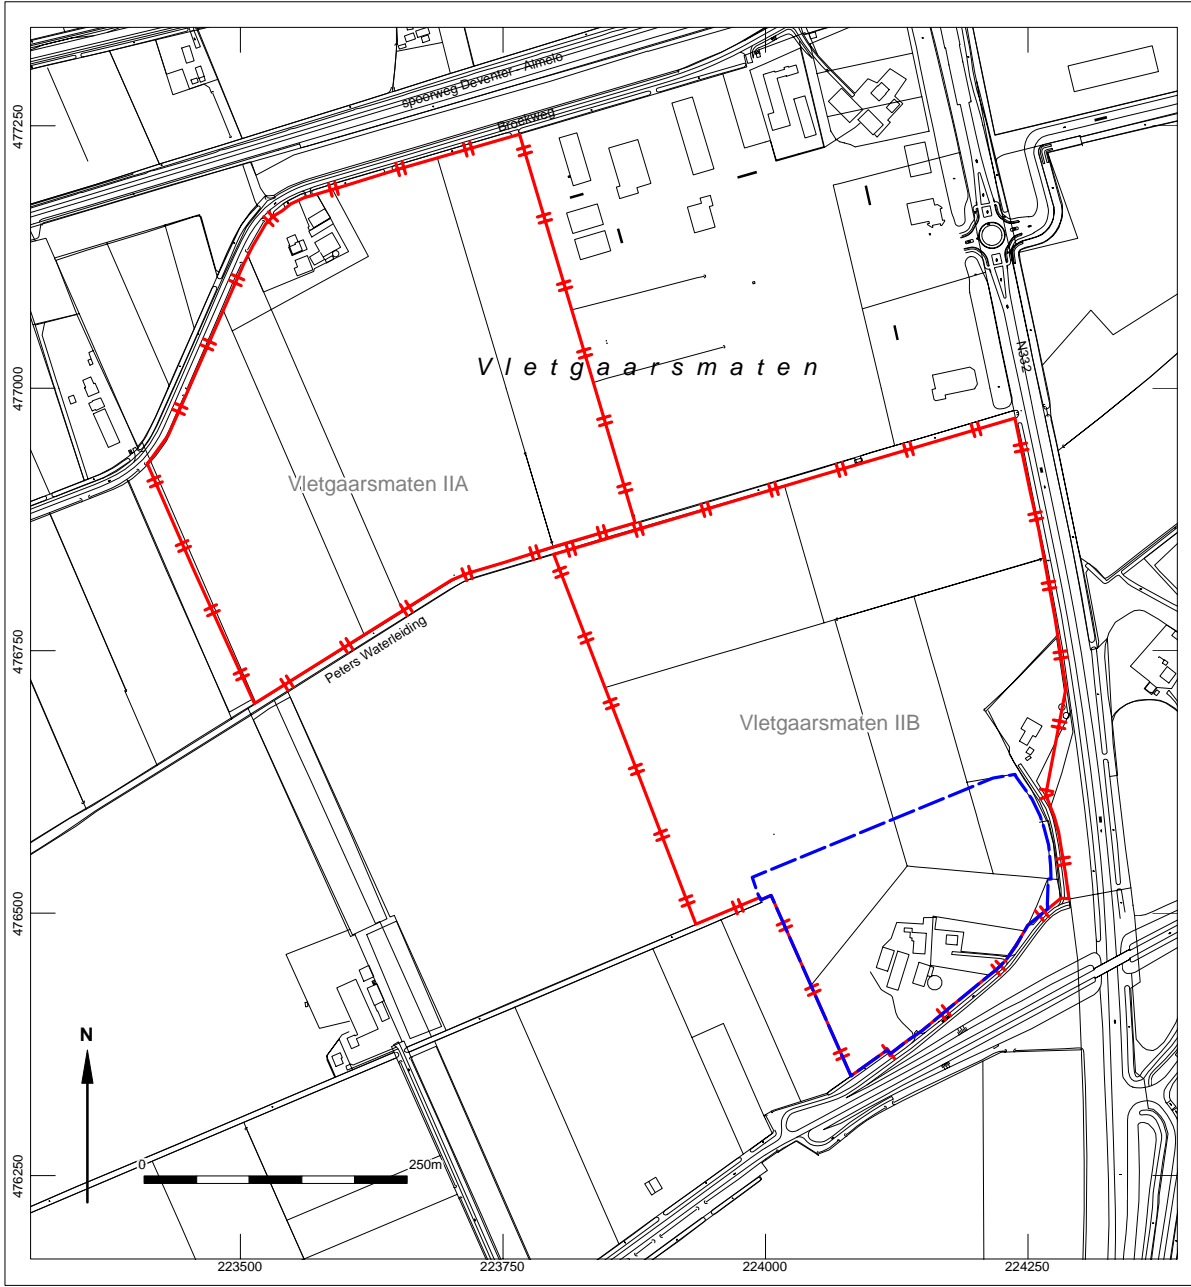 spoorweg Deventer - Almelo
Broekweg
477250
N332
Vletgaarsmaten
477000
Vletgaarsmaten IIA
Peters Waterleiding
476750
Vletgaarsmaten IIB
476500
N
0 250m
476250
223500 223750 224000 224250